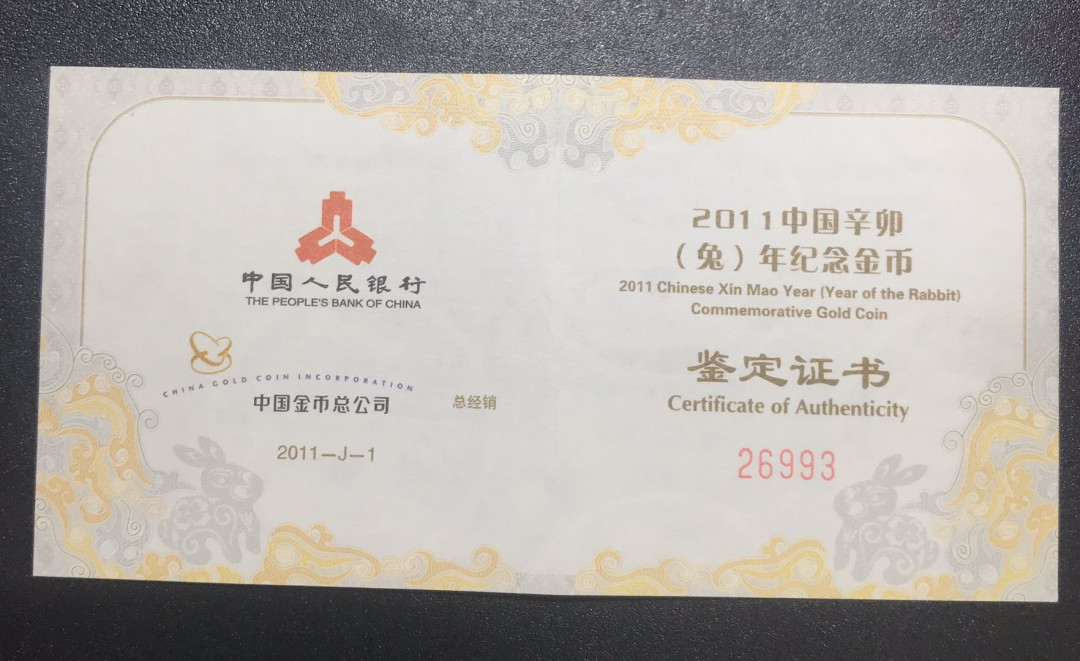 中国人民银行
THE PEOPLE'S BANK OF CHINA
CHINA GOLD COIN INCORPORATION
中国金币总公司
总经销
2011—J—1
2011中国辛卯
（兔）年纪念金币
2011 Chinese Xin Mao Year (Year of the Rabbit)
Commemorative Gold Coin
鉴定证书
Certificate of Authenticity
26993